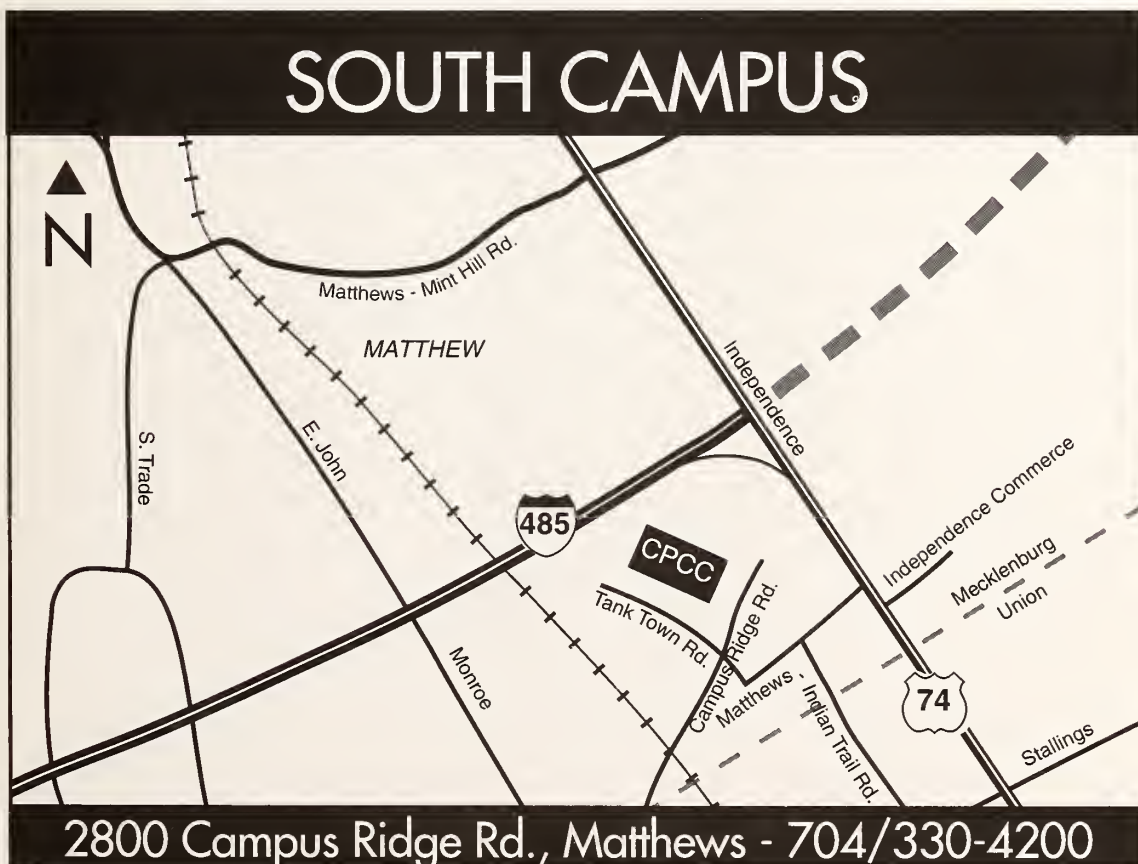 SOUTH CAMPUS
N
Matthews - Mint Hill Rd.
MATTHEW
Independence
S. Trade
E. John
485
CPCC
Independence Commerce
Mecklenburg
Union
Tank Town Rd.
Campus Ridge Rd.
Monroe
Matthews - Indian Trail Rd.
74
Stallings
2800 Campus Ridge Rd., Matthews - 704/330-4200